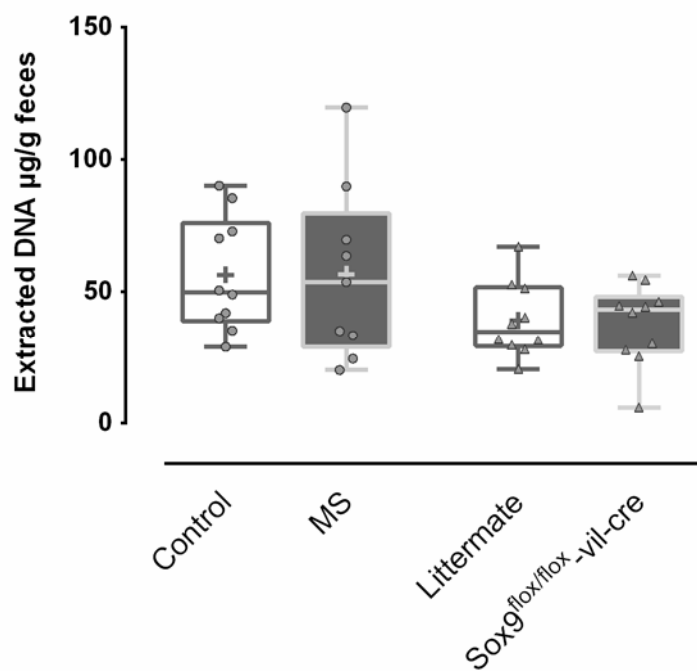 Extracted DNA µg/g feces
150
100
50
0
Control
MS
Littermate
Sox9flox/flox-vil-cre